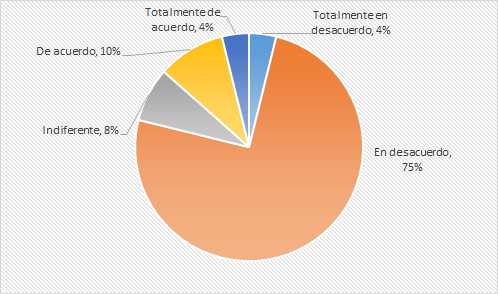 Totalmente de
acuerdo, 4%
Totalmente en
desacuerdo, 4%
De acuerdo, 10%
Indiferente, 8%
En desacuerdo,
75%